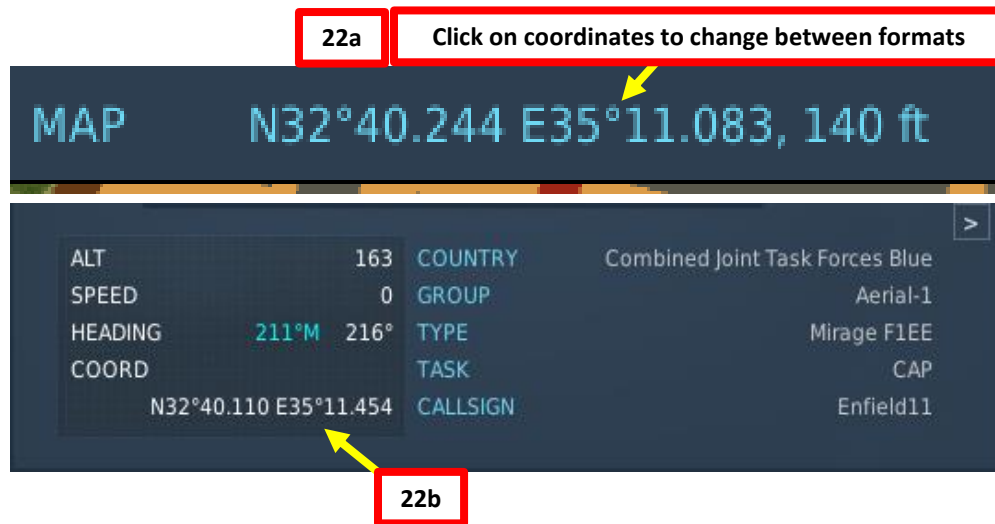 22a
Click on coordinates to change between formats
MAP N32°40.244 E35°11.083, 140 ft
>
ALT 163 COUNTRY Combined Joint Task Forces Blue
SPEED 0 GROUP Aerial-1
HEADING 211°M 216° TYPE Mirage F1EE
COORD TASK CAP
N32°40.110 E35°11.454 CALLSIGN Enfield11
22b